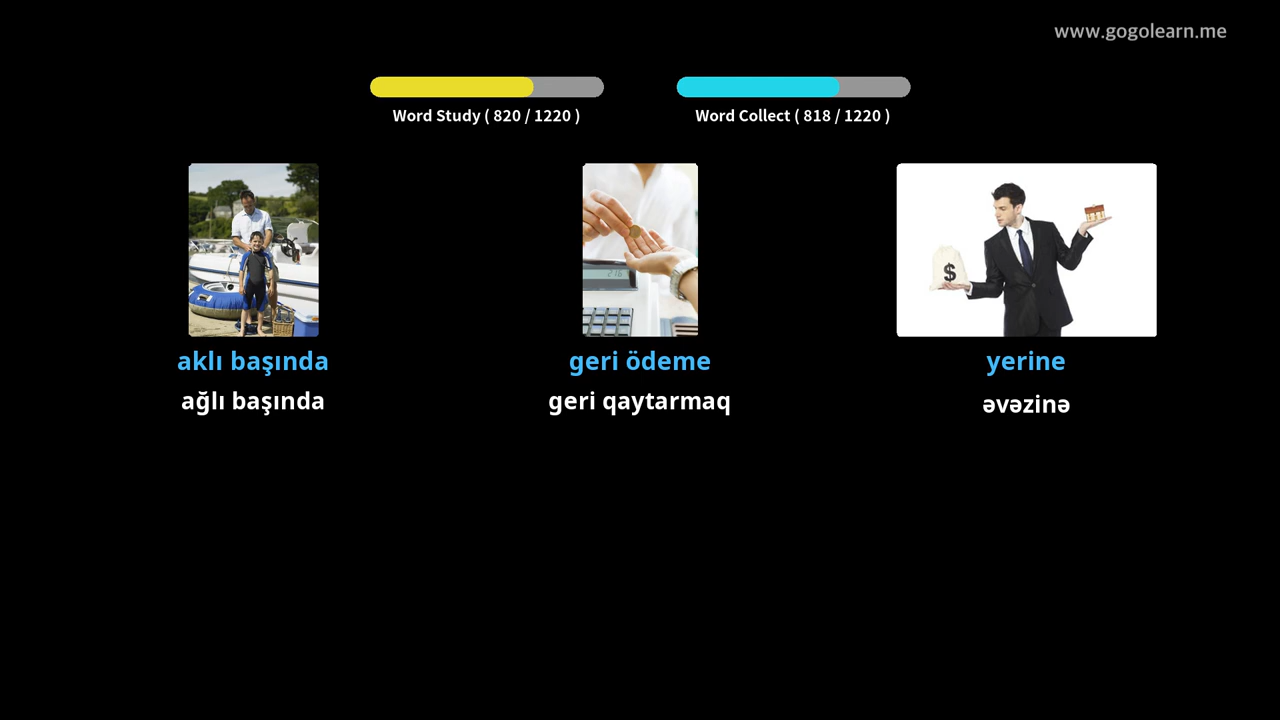 www.gogolearn.me
Word Study ( 820 / 1220 )
Word Collect ( 818 / 1220 )
$
aklı başında
ağlı başında
geri ödeme
geri qaytarmaq
yerine
əvəzinə